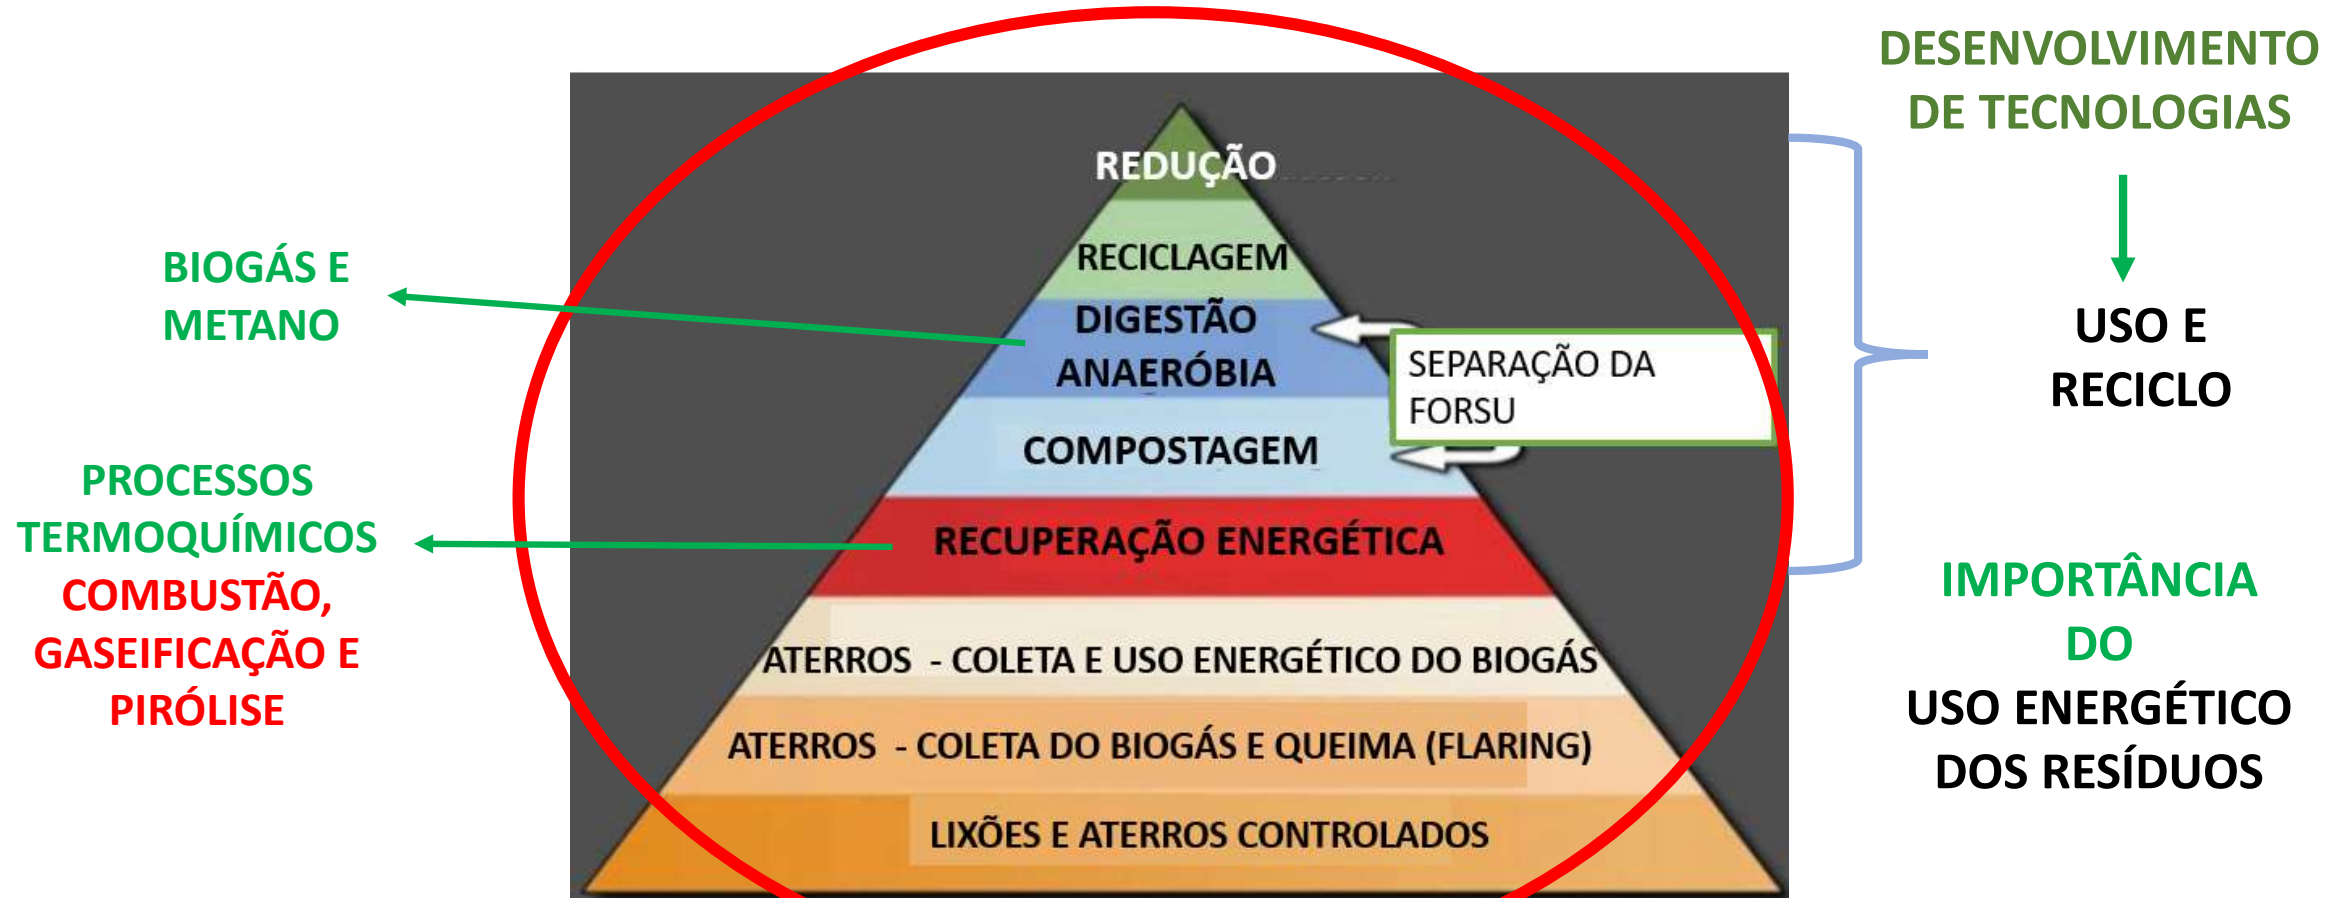 DESENVOLVIMENTO
DE TECNOLOGIAS
REDUÇÃO
RECICLAGEM
BIOGÁS E
METANO
DIGESTÃO
ANAERÓBIA
SEPARAÇÃO DA
FORSU
USO E
RECICLO
COMPOSTAGEM
PROCESSOS
TERMOQUÍMICOS
COMBUSTÃO,
GASEIFICAÇÃO E
PIRÓLISE
RECUPERAÇÃO ENERGÉTICA
IMPORTÂNCIA
DO
USO ENERGÉTICO
DOS RESÍDUOS
ATERROS - COLETA E USO ENERGÉTICO DO BIOGÁS
ATERROS - COLETA DO BIOGÁS E QUEIMA (FLARING)
LIXÕES E ATERROS CONTROLADOS